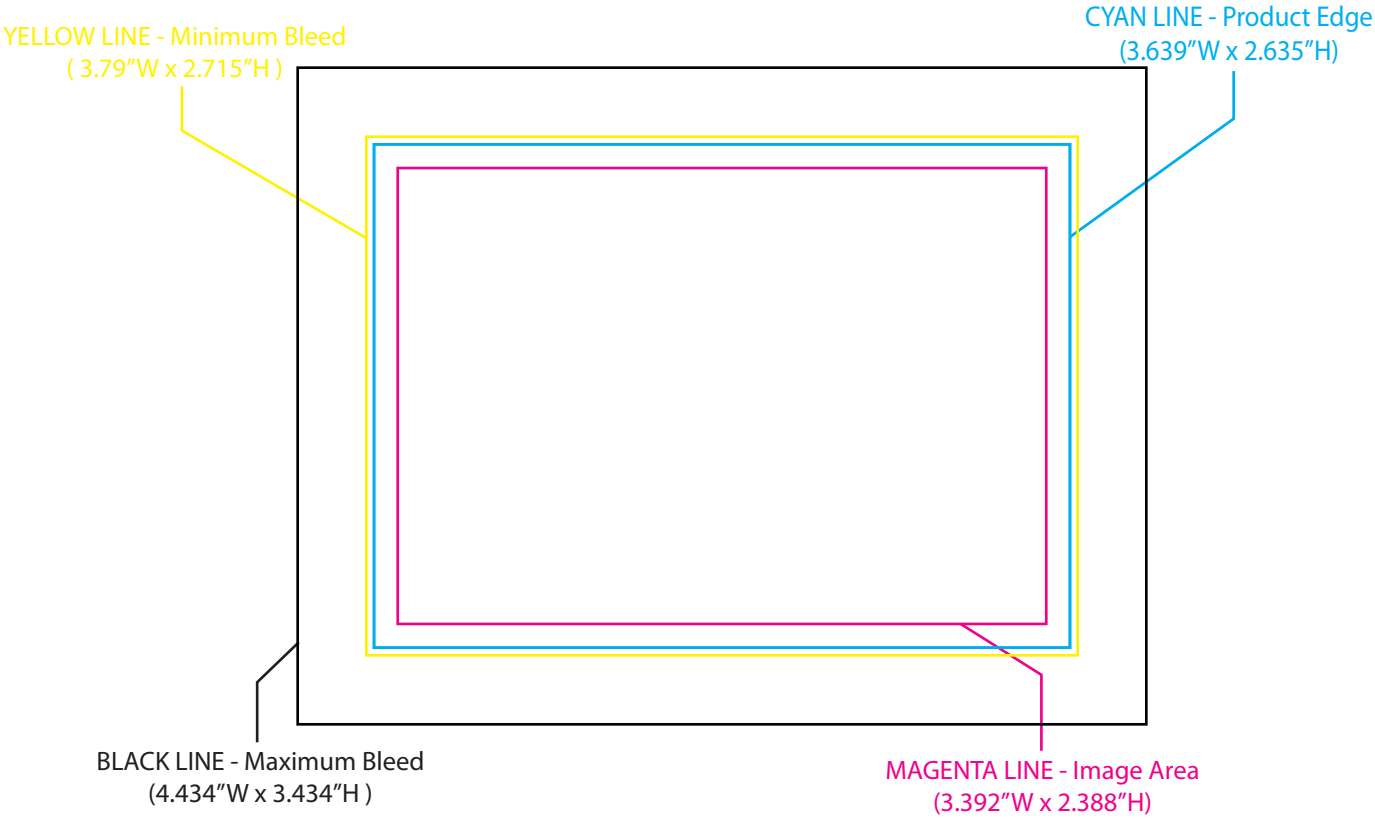 YELLOW LINE - Minimum Bleed
( 3.79″W x 2.715″H )
CYAN LINE - Product Edge
(3.639″W x 2.635″H)
BLACK LINE - Maximum Bleed
(4.434″W x 3.434″H )
MAGENTA LINE - Image Area
(3.392″W x 2.388″H)